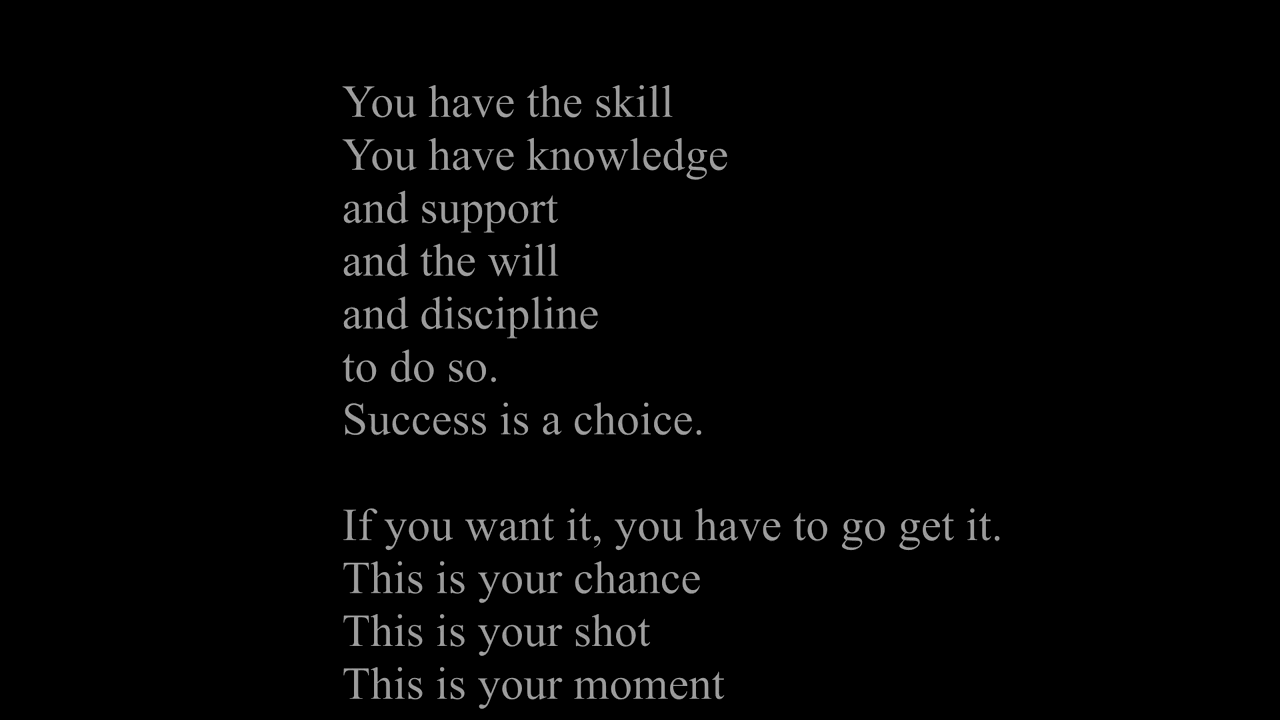 You have the skill
You have knowledge
and support
and the will
and discipline
to do so.
Success is a choice.
If you want it, you have to go get it.
This is your chance
This is your shot
This is your moment